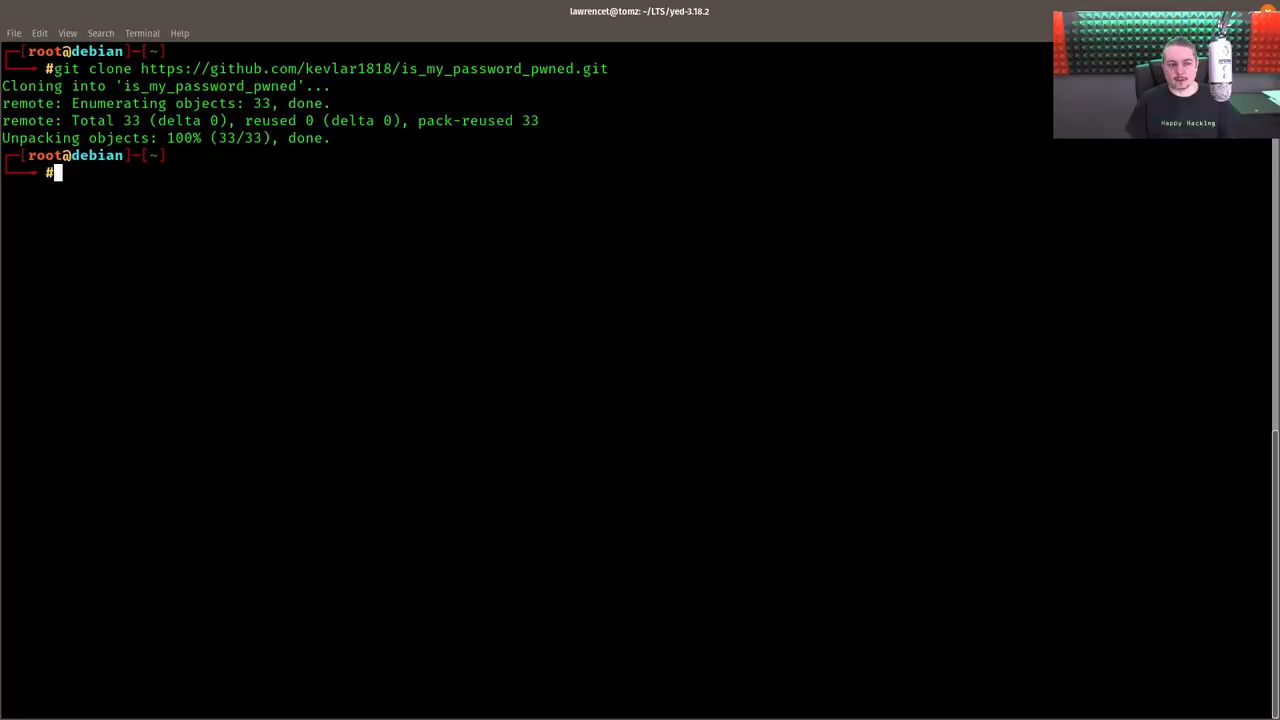 lawrencet@tomz: ~/LTS/yed-3.18.2
File Edit View Search Terminal Help
┌─[root@debian]─[~]
└──╼ #git clone https://github.com/kevlar1818/is_my_password_pwned.git
Cloning into 'is_my_password_pwned'...
remote: Enumerating objects: 33, done.
remote: Total 33 (delta 0), reused 0 (delta 0), pack-reused 33
Unpacking objects: 100% (33/33), done.
┌─[root@debian]─[~]
└──╼ #
Happy Hacking